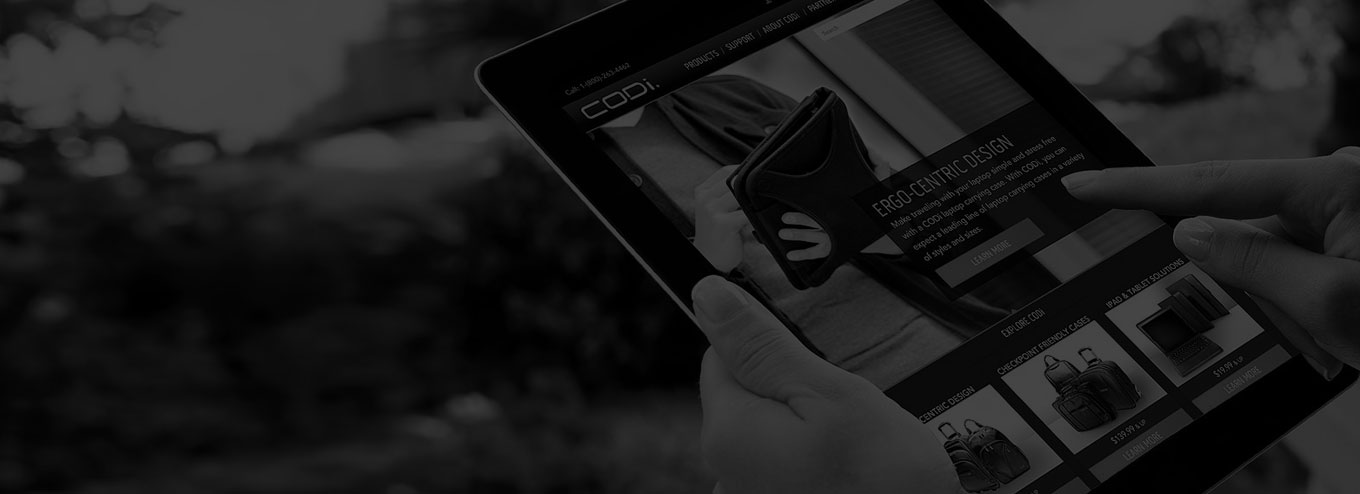 PRODUCTS / SUPPORT / ABOUT CODI / PARTNE
Search
Call: 1-(800)-263-4462
CODi.
ERGO-CENTRIC DESIGN
Make traveling with your laptop simple and stress free
with a CODi laptop carrying case. With CODi, you can
expect a leading line of laptop carrying cases in a variety
of styles and sizes.
LEARN MORE
EXPLORE CODI
CENTRIC DESIGN
CHECKPOINT FRIENDLY CASES
IPAD & TABLET SOLUTIONS
$139.99 & UP
$19.99 & UP
LEARN MORE
LEARN MORE